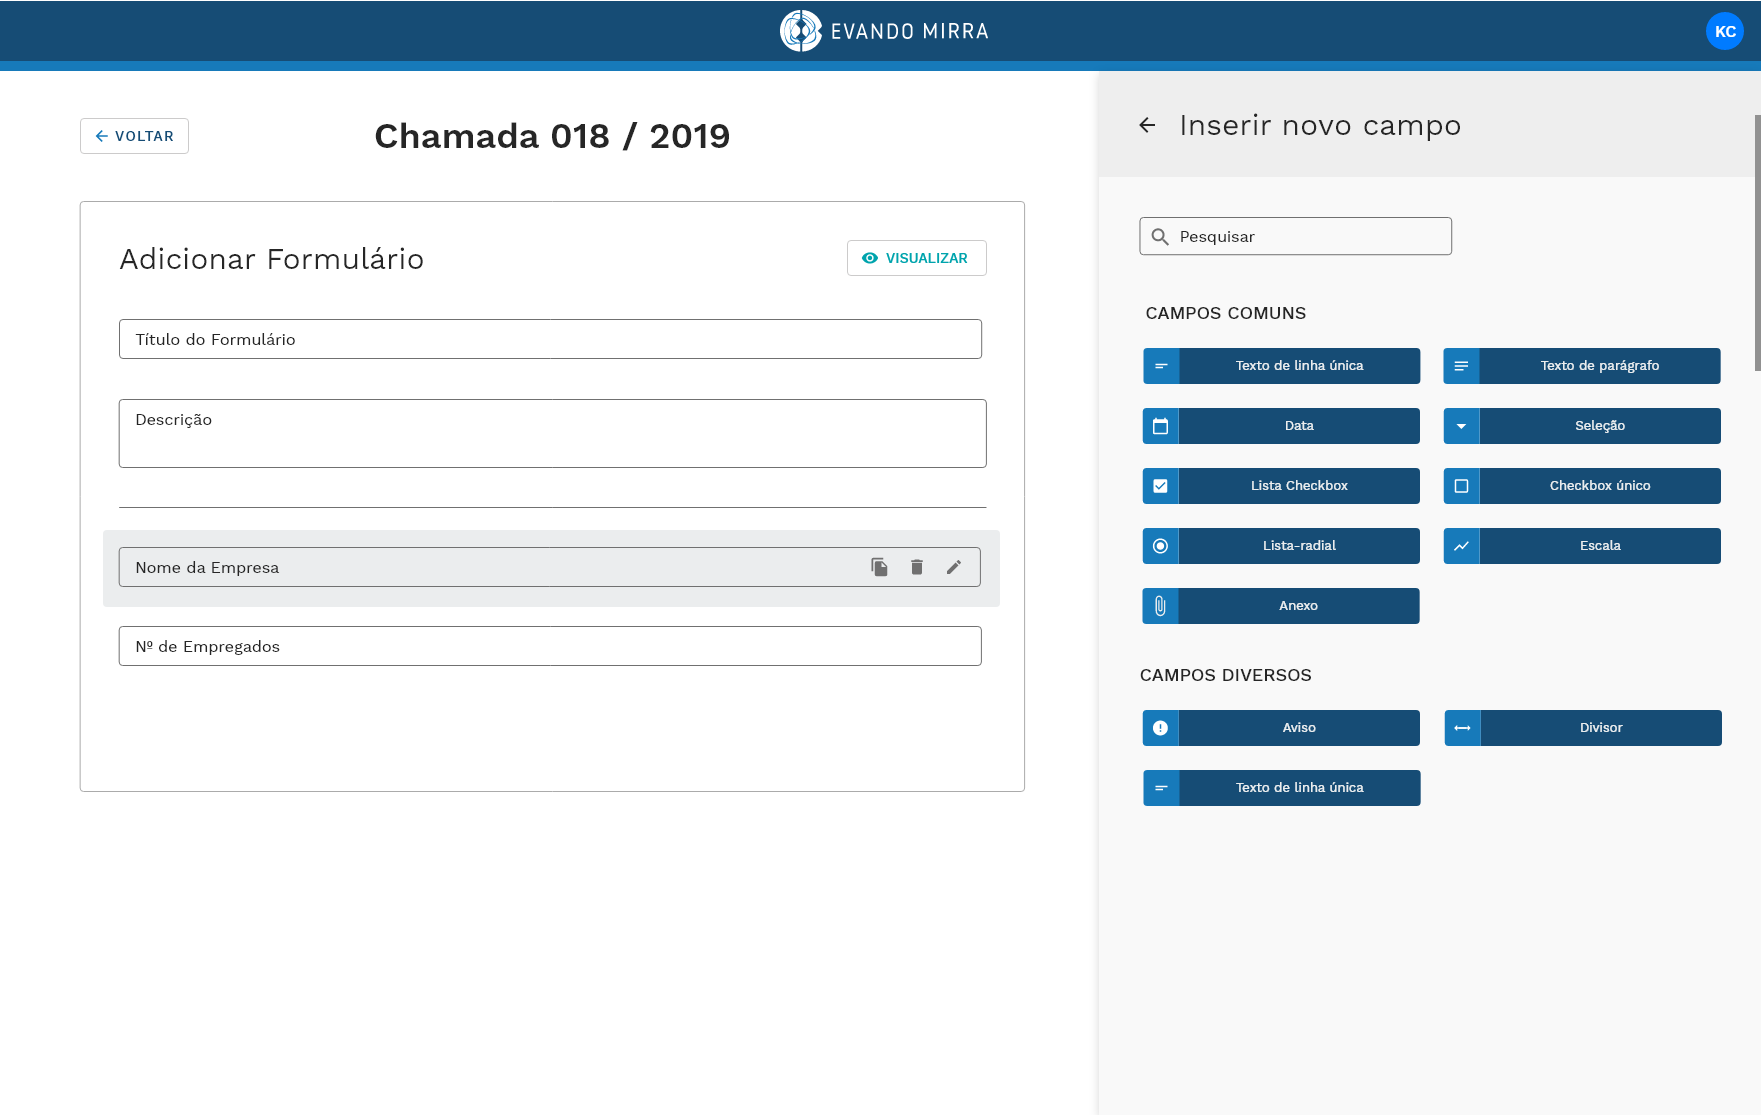 EVANDO MIRRA
KC
VOLTAR
Chamada 018 / 2019
Adicionar Formulário
VISUALIZAR
Título do Formulário
Descrição
Nome da Empresa
Nº de Empregados
Inserir novo campo
Pesquisar
CAMPOS COMUNS
Texto de linha única
Texto de parágrafo
Data
Seleção
Lista Checkbox
Checkbox único
Lista-radial
Escala
Anexo
CAMPOS DIVERSOS
Aviso
Divisor
Texto de linha única